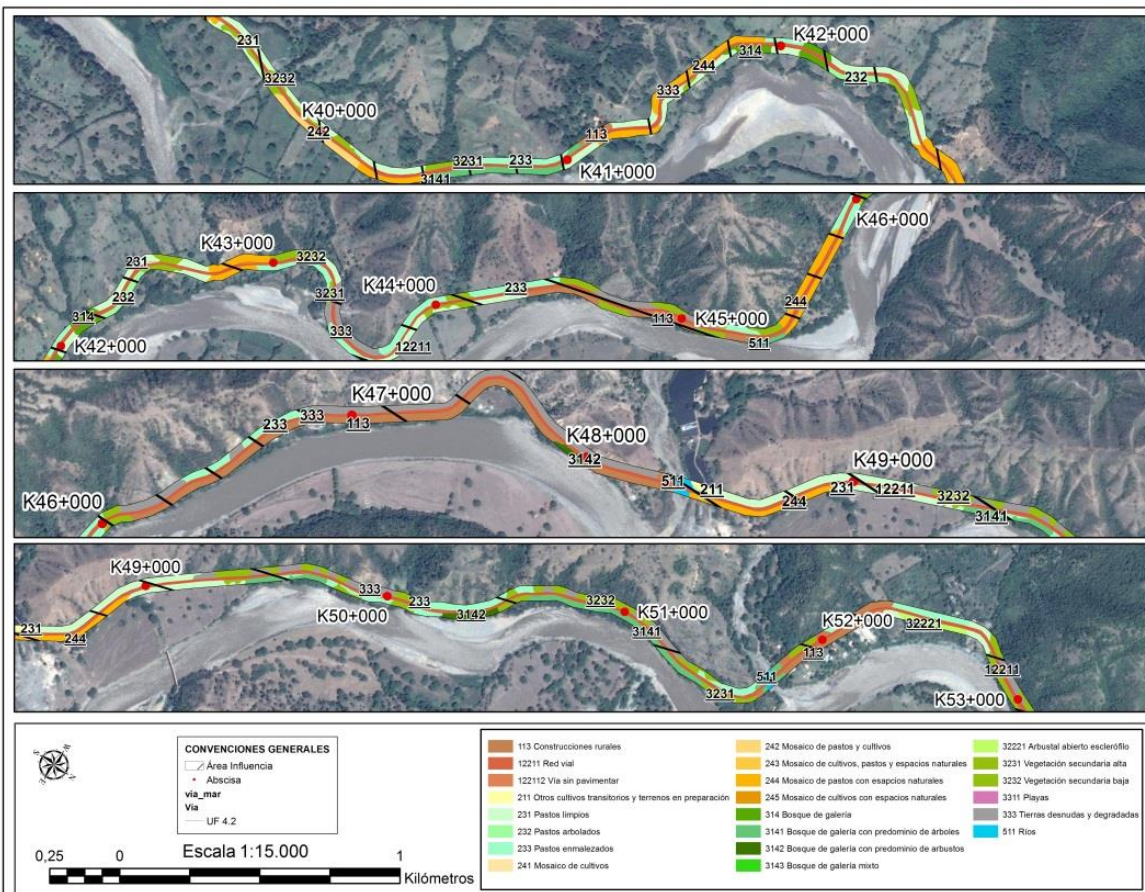 231
3232
K40+000
242
3141
3231
233
K41+000
113
333
244
314
K42+000
232
K42+000
314
232
231
K43+000
3232
3231
333
12211
K44+000
233
113
K45+000
511
244
K46+000
K46+000
233
333
K47+000
113
K48+000
3142
511
211
244
231
K49+000
12211
3232
3141
231
244
K49+000
333
K50+000
233
3142
3232
K51+000
3141
3231
511
113
K52+000
32221
12211
K53+000
CONVENCIONES GENERALES
Área Influencia
Abscisa
via_mar
Via
UF 4.2
0,25 0 Escala 1:15.000 1
Kilómetros
113 Construcciones rurales
12211 Red vial
122112 Vía sin pavimentar
211 Otros cultivos transitorios y terrenos en preparación
231 Pastos limpios
232 Pastos arbolados
233 Pastos enmalezados
241 Mosaico de cultivos
242 Mosaico de pastos y cultivos
243 Mosaico de cultivos, pastos y espacios naturales
244 Mosaico de pastos con esapcios naturales
245 Mosaico de cultivos con espacios naturales
314 Bosque de galería
3141 Bosque de galería con predominio de árboles
3142 Bosque de galería con predominio de arbustos
3143 Bosque de galería mixto
32221 Arbustal abierto esclerófilo
3231 Vegetación secundaria alta
3232 Vegetación secundaria baja
3311 Playas
333 Tierras desnudas y degradadas
511 Ríos